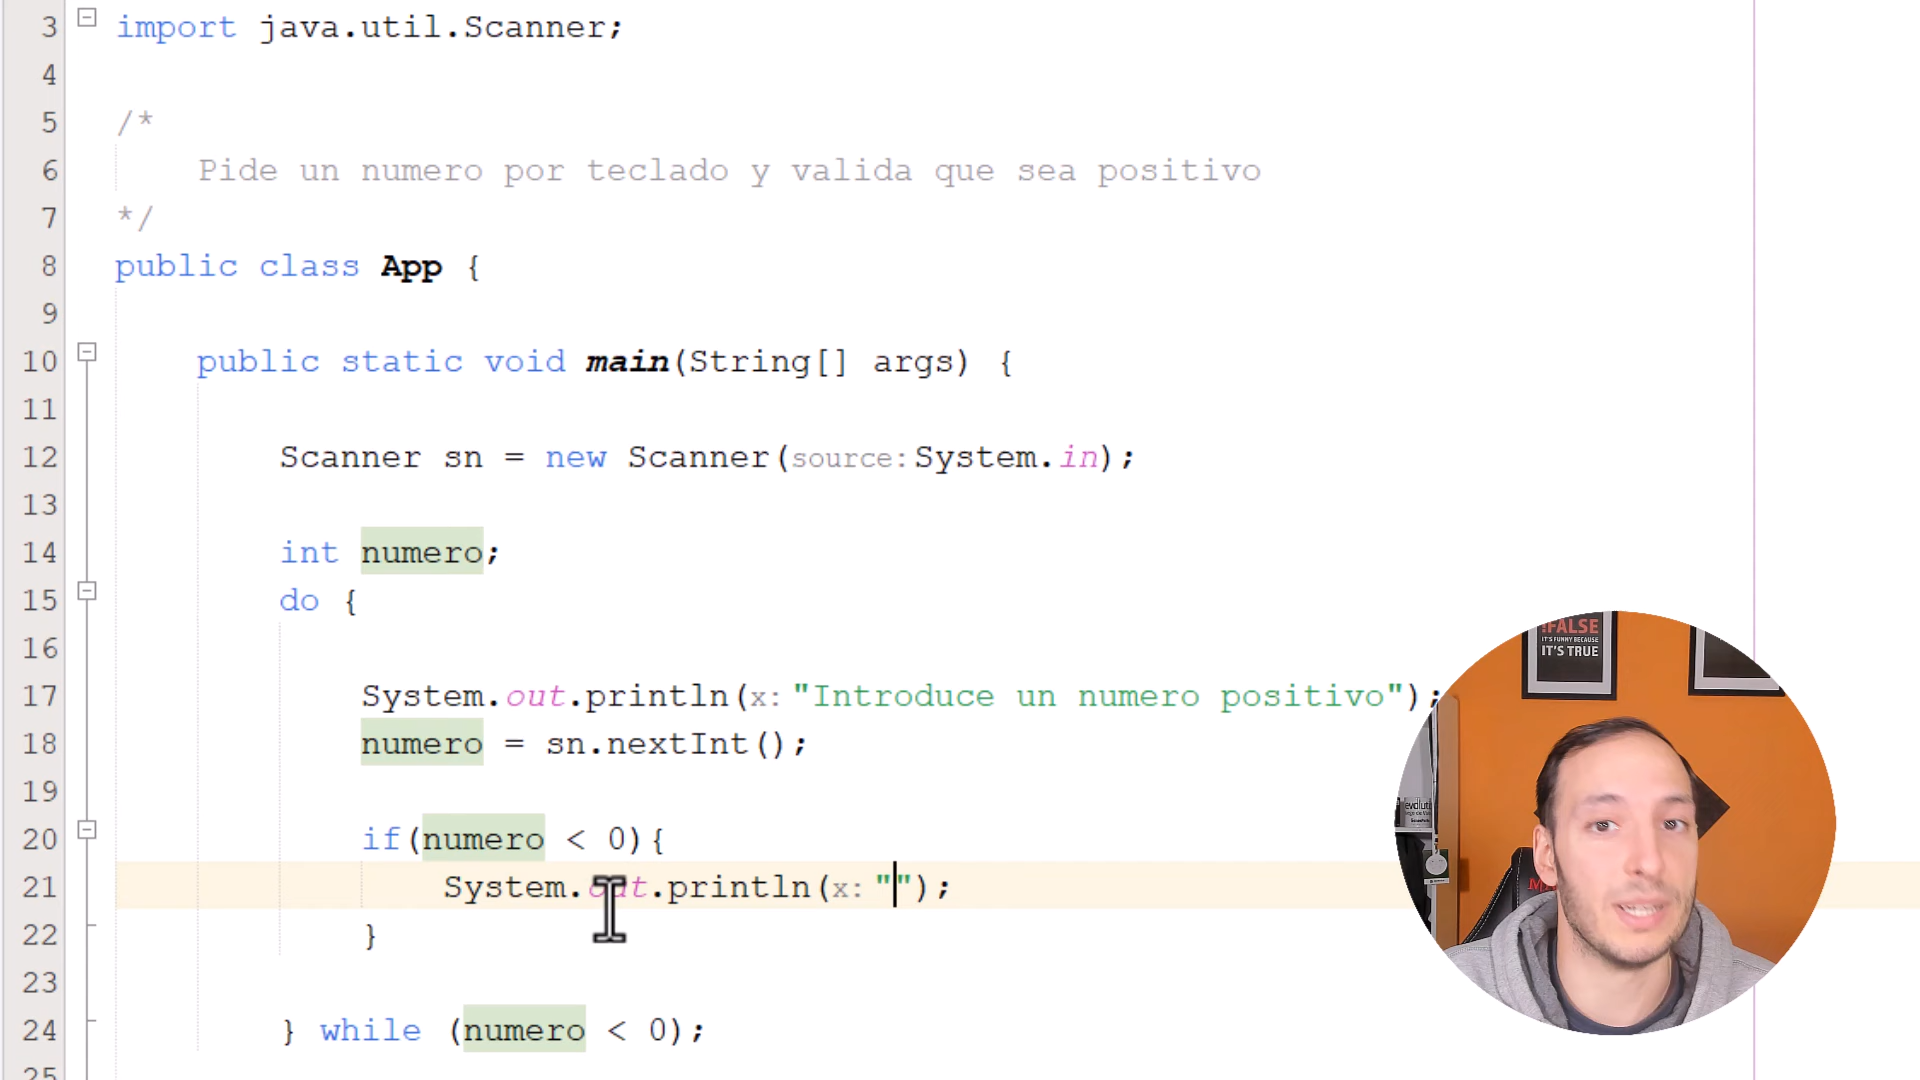 3 import java.util.Scanner;
4
5 /*
6 Pide un numero por teclado y valida que sea positivo
7 */
8 public class App {
9
10 public static void main(String[] args) {
11
12 Scanner sn = new Scanner(source:System.in);
13
14 int numero;
15 do {
16
17 System.out.println(x:"Introduce un numero positivo");
18 numero = sn.nextInt();
19
20 if(numero < 0){
21 System.out.println(x:"");
22 }
23
24 } while (numero < 0);
25
!FALSE
IT'S FUNNY BECAUSE
IT'S TRUE